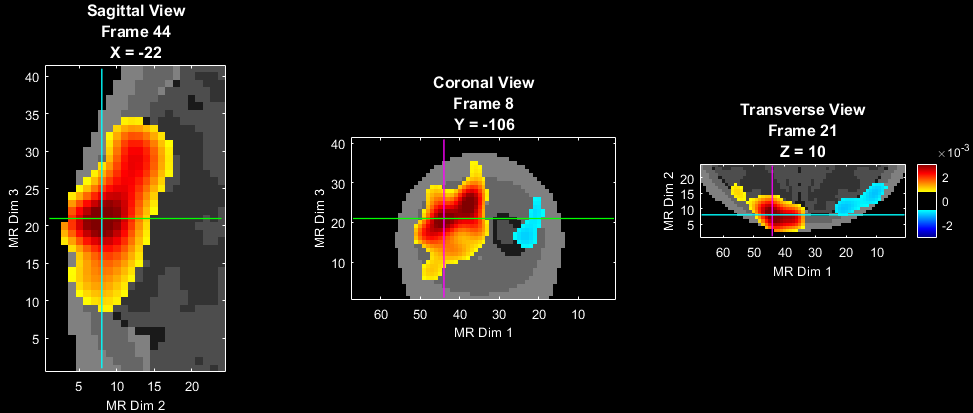 Sagittal View
Frame 44
X = -22
40
35
30
25
20
15
10
5
MR Dim 3
5
10
15
20
MR Dim 2
Coronal View
Frame 8
Y = -106
40
30
20
10
MR Dim 3
60
50
40
30
20
10
MR Dim 1
Transverse View
Frame 21
Z = 10
20
15
10
5
MR Dim 2
60
50
40
30
20
10
MR Dim 1
×10⁻³
2
0
-2